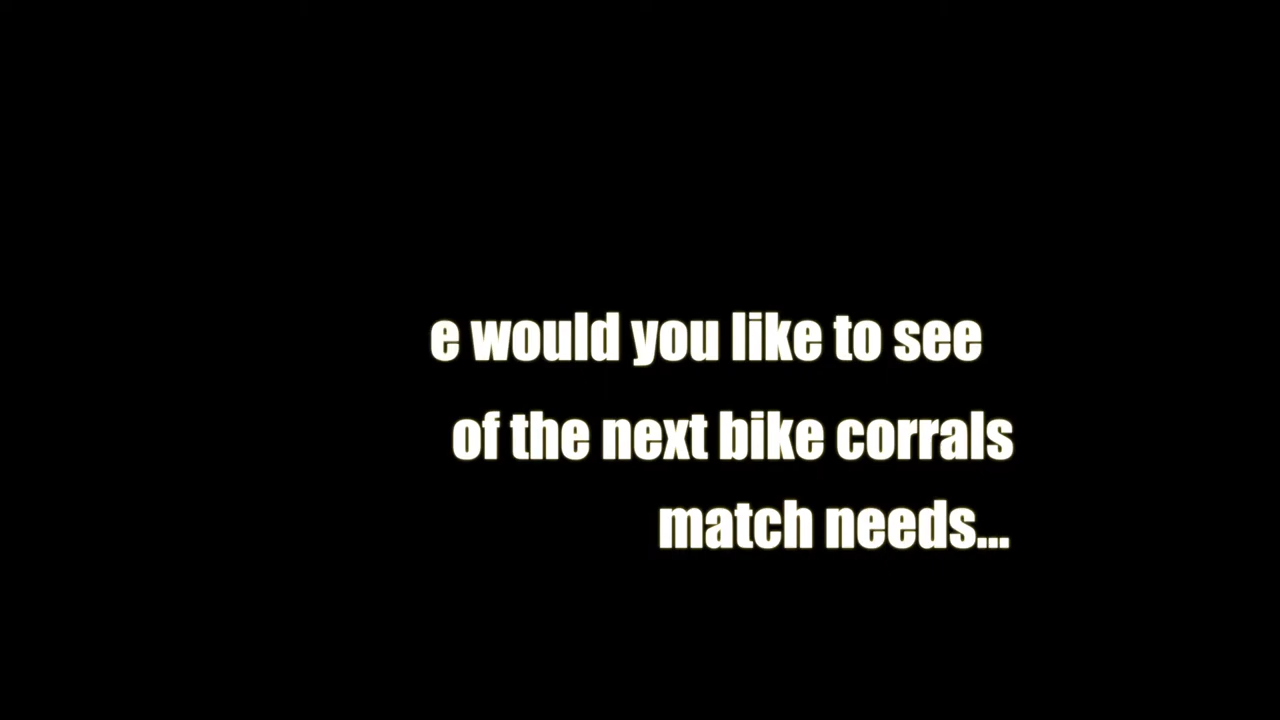 e would you like to see
of the next bike corrals
match needs...